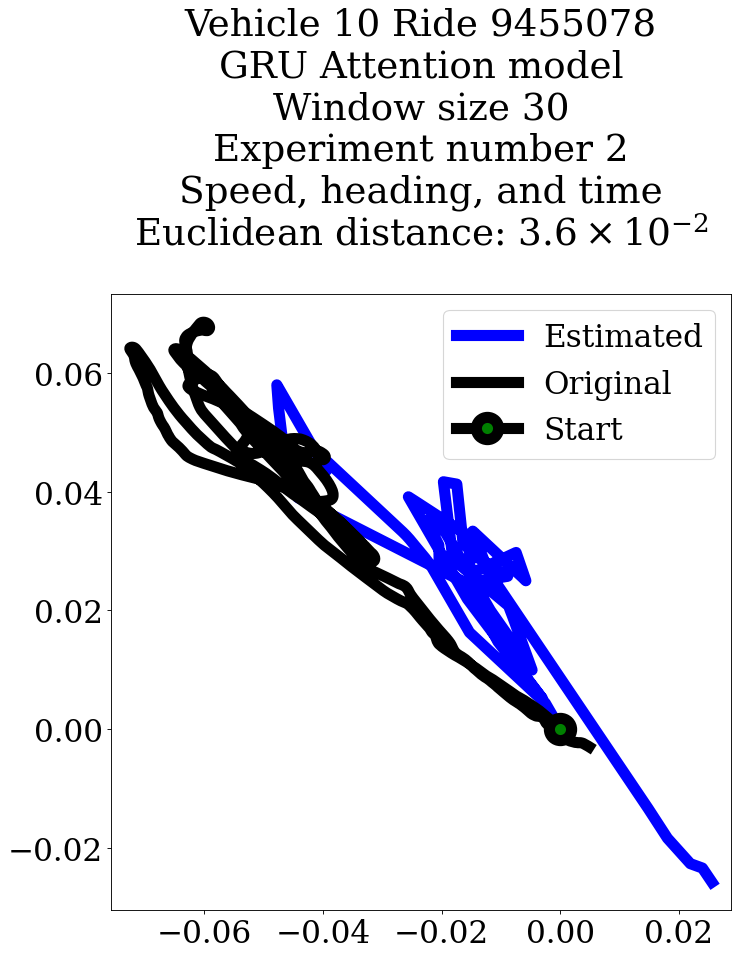 Vehicle 10 Ride 9455078
GRU Attention model
Window size 30
Experiment number 2
Speed, heading, and time
Euclidean distance: 3.6 × 10⁻²
Estimated
Original
Start
0.06
0.04
0.02
0.00
−0.02
−0.06 −0.04 −0.02 0.00 0.02